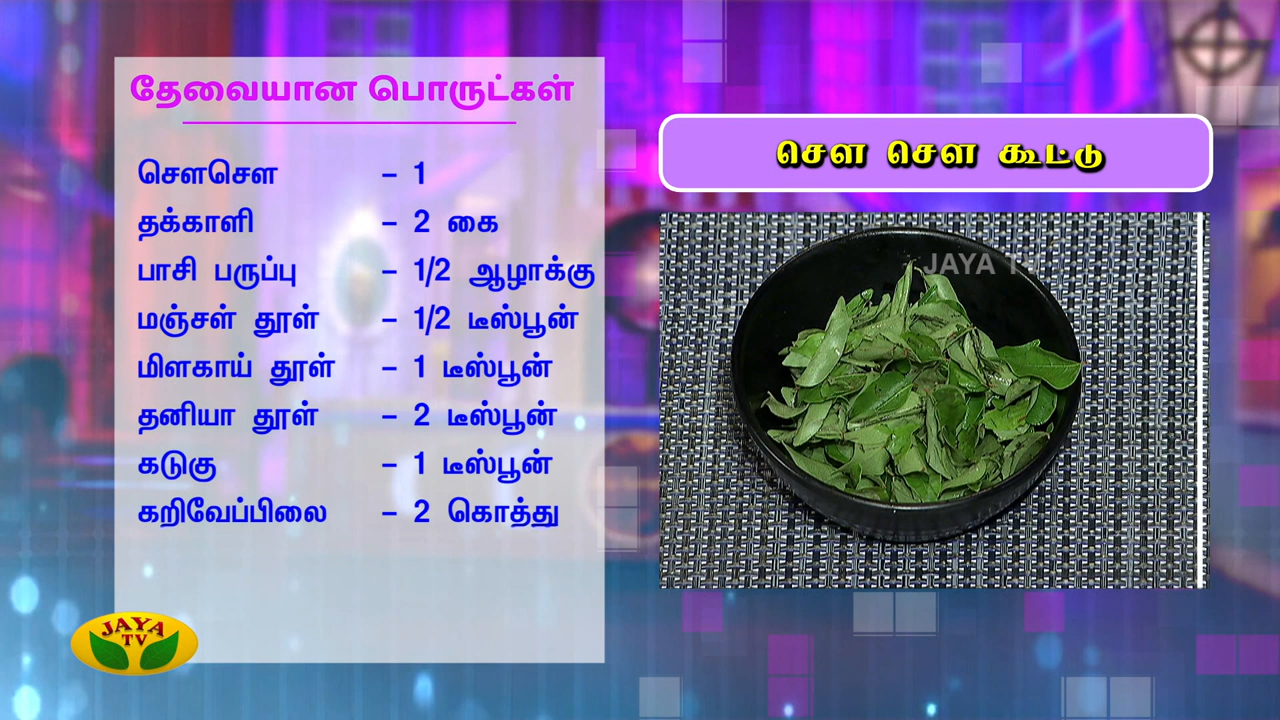 தேவையான பொருட்கள்
சௌசௌ - 1
தக்காளி - 2 கை
பாசி பருப்பு - 1/2 ஆழாக்கு
மஞ்சள் தூள் - 1/2 டீஸ்பூன்
மிளகாய் தூள் - 1 டீஸ்பூன்
தனியா தூள் - 2 டீஸ்பூன்
கடுகு - 1 டீஸ்பூன்
கறிவேப்பிலை - 2 கொத்து
சௌ சௌ கூட்டு
JAYA TV
JAYA
TV